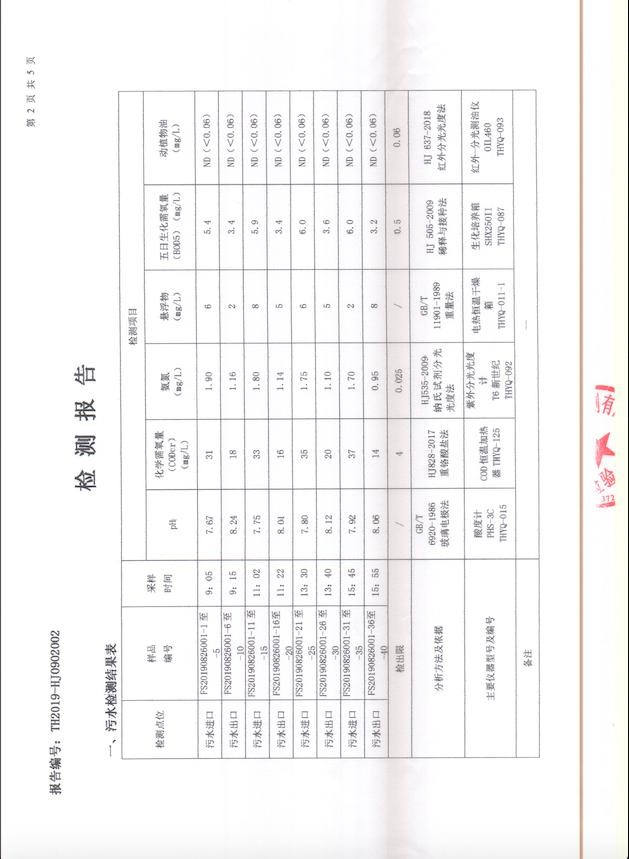 第 2 页 共 5 页
检 测 报 告
报告编号：TH2019-HJ0902002
一、污水检测结果表
检测点位
样品
编号
采样
时间
检测项目
pH
化学需氧量
（CODcr）
（mg/L）
氨氮
（mg/L）
悬浮物
（mg/L）
五日生化需氧量
（BOD5）（mg/L）
动植物油
（mg/L）
污水进口 FS20190826001-1 至 9：05 7.67 31 1.90 6 5.4 ND（<0.06）
-5
污水出口 FS20190826001-6 至 9：15 8.24 18 1.16 2 3.4 ND（<0.06）
-10
污水进口 FS20190826001-11 至 11：02 7.75 33 1.80 8 5.9 ND（<0.06）
-15
污水出口 FS20190826001-16至 11：22 8.01 16 1.14 5 3.4 ND（<0.06）
-20
污水进口 FS20190826001-21 至 13：30 7.80 35 1.75 6 6.0 ND（<0.06）
-25
污水出口 FS20190826001-26 至 13：40 8.12 20 1.10 5 3.6 ND（<0.06）
-30
污水进口 FS20190826001-31 至 15：45 7.92 37 1.70 2 6.0 ND（<0.06）
-35
污水出口 FS20190826001-36至 15：55 8.06 14 0.95 8 3.2 ND（<0.06）
-40
检出限 / 4 0.025 / 0.5 0.06
分析方法及依据
GB/T
6920-1986
玻璃电极法
HJ828-2017
重铬酸盐法
HJ535-2009
纳氏试剂分光
光度法
GB/T
11901-1989
重量法
HJ 505-2009
稀释与接种法
HJ 637-2018
红外分光光度法
主要仪器型号及编号
酸度计
PHS-3C
THYQ-015
COD 恒温加热
器 THYQ-125
紫外分光光度
计
T6 新世纪
THYQ-092
电热恒温干燥
箱
THYQ-011-1
生化培养箱
SHX250II
THYQ-087
红外-分光测油仪
OIL460
THYQ-093
备注 —
有
验
372